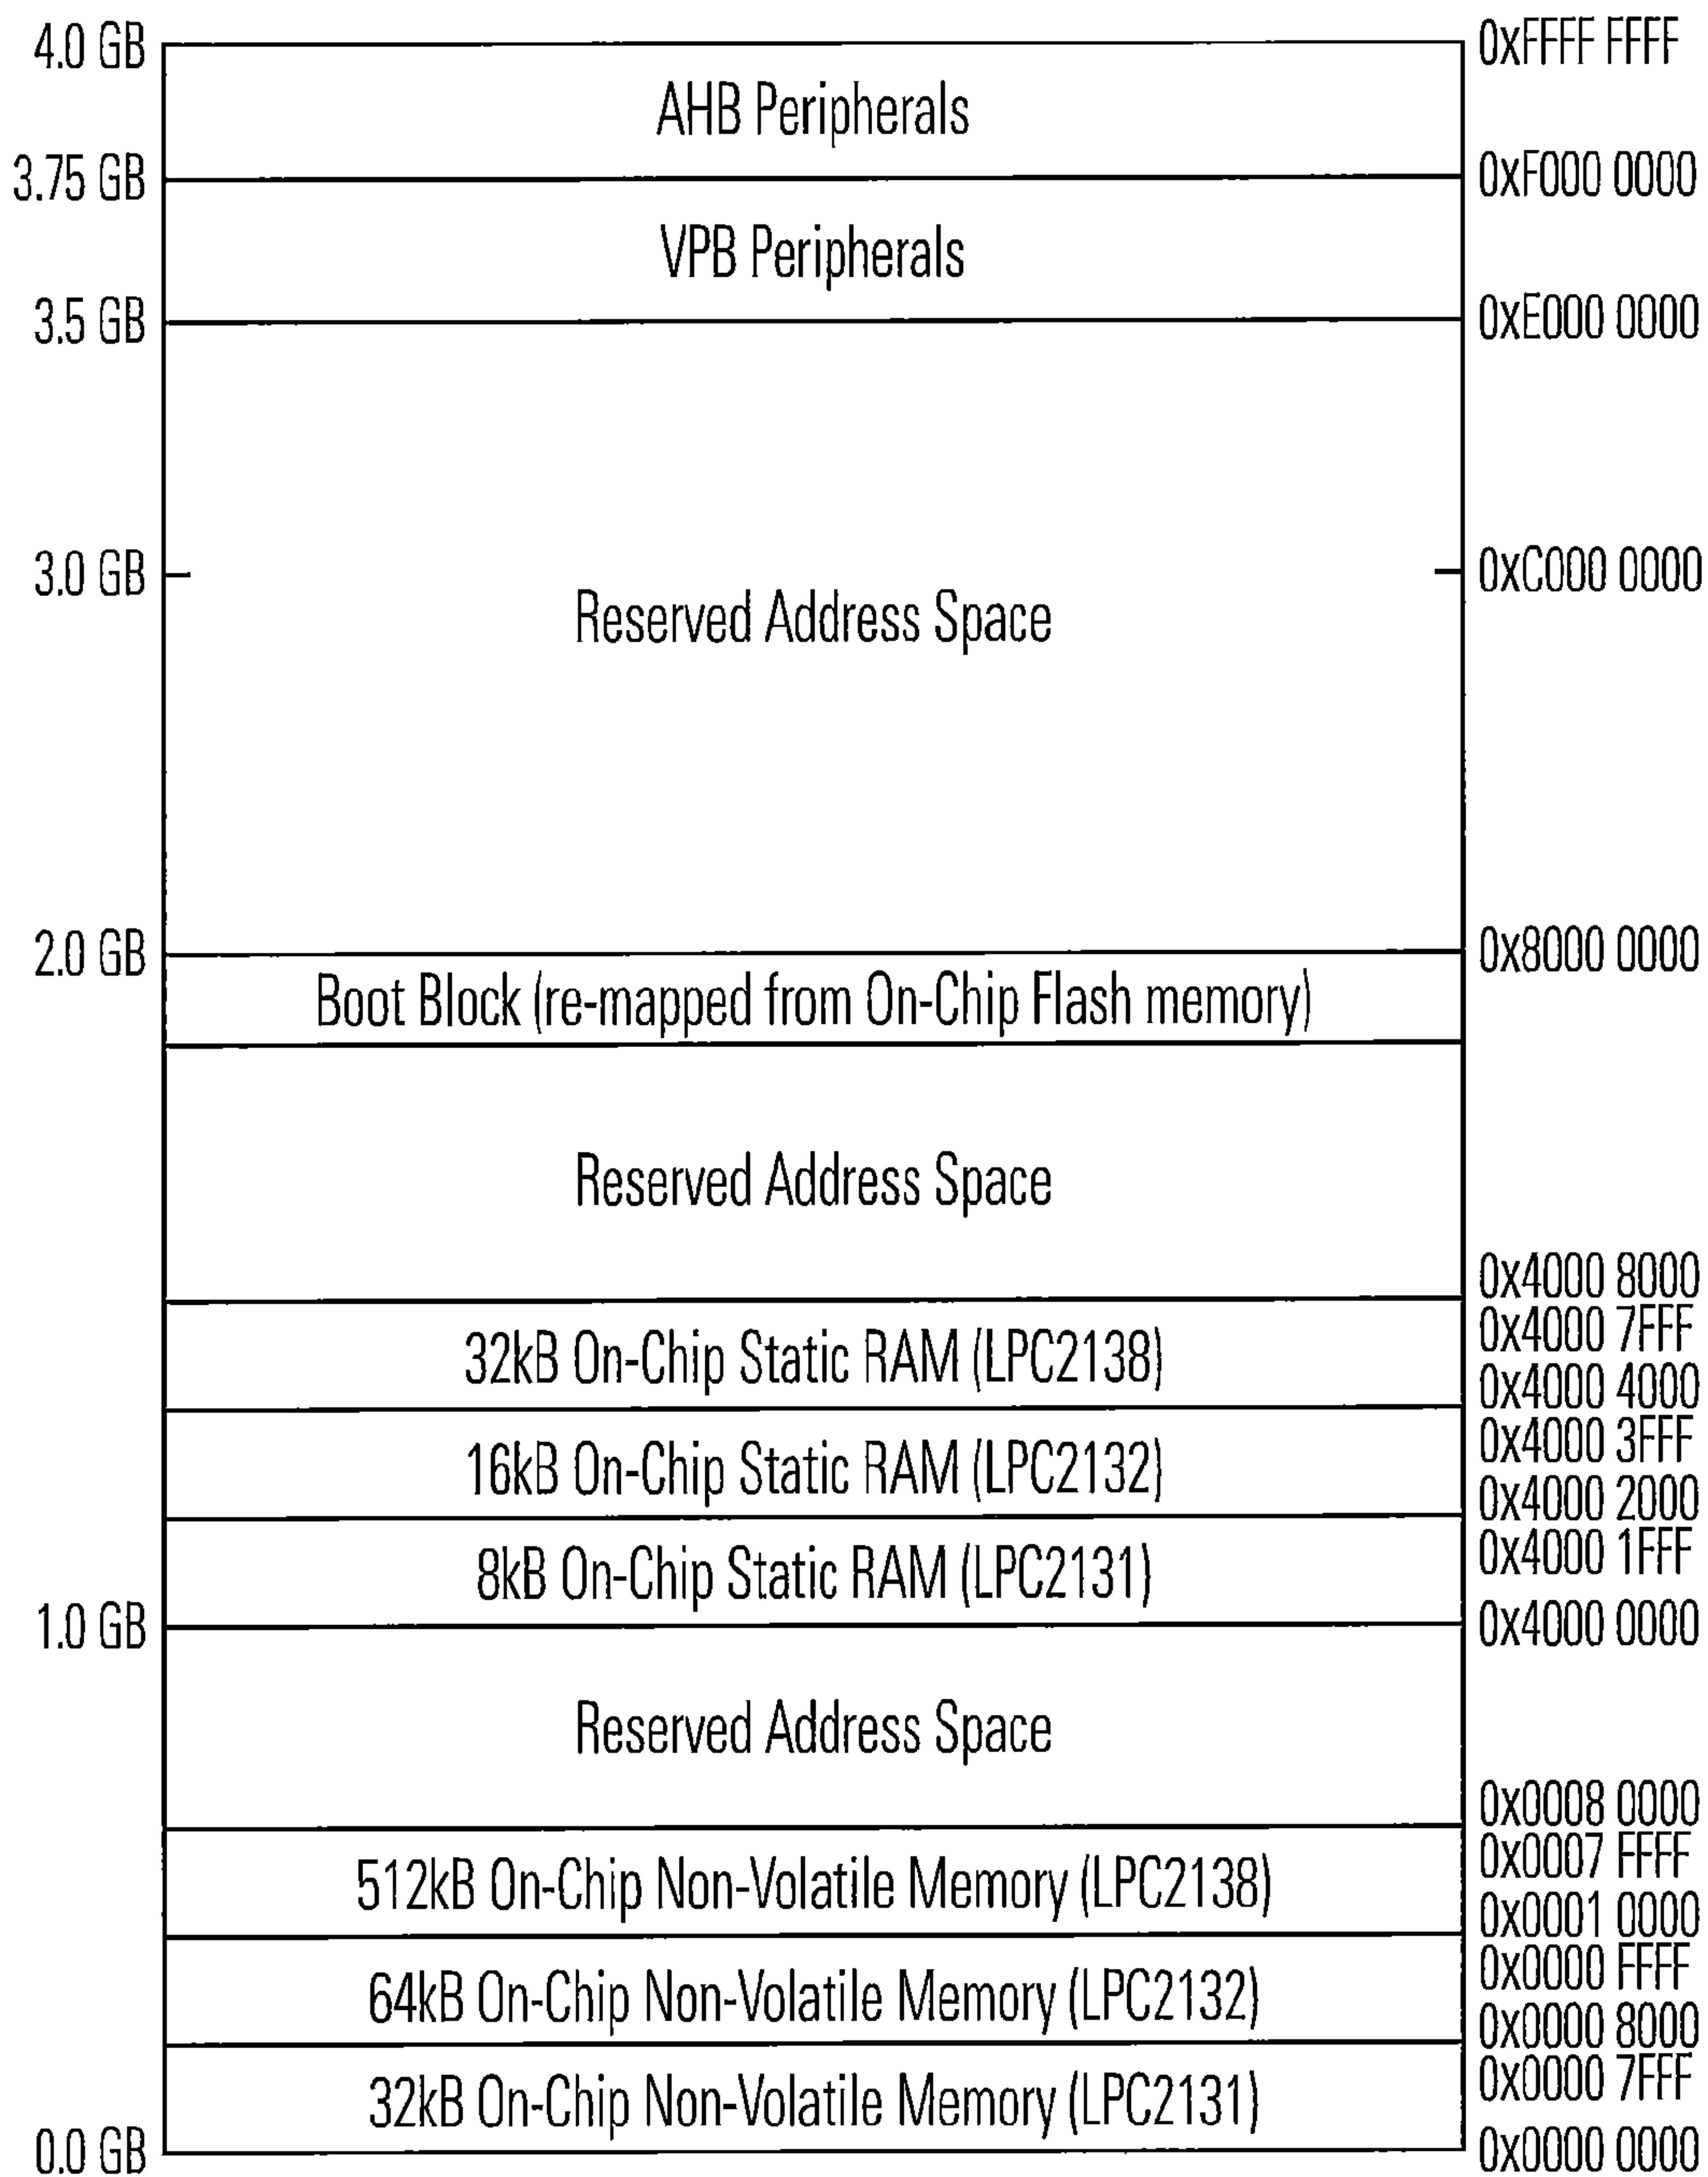 4.0 GB
0xFFFF FFFF
AHB Peripherals
3.75 GB
0xF000 0000
VPB Peripherals
3.5 GB
0xE000 0000
3.0 GB
0xC000 0000
Reserved Address Space
2.0 GB
0x8000 0000
Boot Block (re-mapped from On-Chip Flash memory)
Reserved Address Space
0x4000 8000
32kB On-Chip Static RAM (LPC2138)
0x4000 7FFF
0x4000 4000
16kB On-Chip Static RAM (LPC2132)
0x4000 3FFF
0x4000 2000
8kB On-Chip Static RAM (LPC2131)
0x4000 1FFF
1.0 GB
0x4000 0000
Reserved Address Space
0x0008 0000
512kB On-Chip Non-Volatile Memory (LPC2138)
0x0007 FFFF
0x0001 0000
64kB On-Chip Non-Volatile Memory (LPC2132)
0x0000 FFFF
0x0000 8000
32kB On-Chip Non-Volatile Memory (LPC2131)
0x0000 7FFF
0.0 GB
0x0000 0000